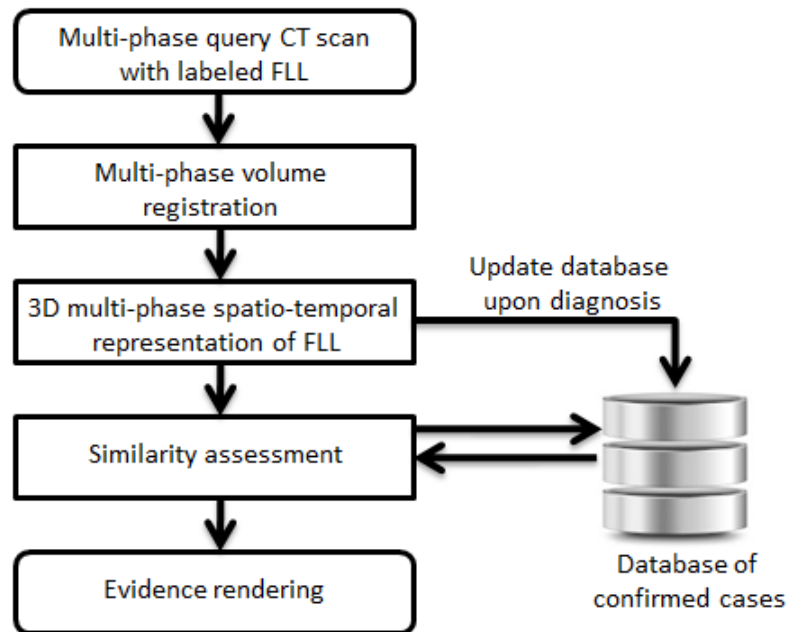 Multi-phase query CT scan
with labeled FLL
Multi-phase volume
registration
3D multi-phase spatio-temporal
representation of FLL
Update database
upon diagnosis
Similarity assessment
Evidence rendering
Database of
confirmed cases